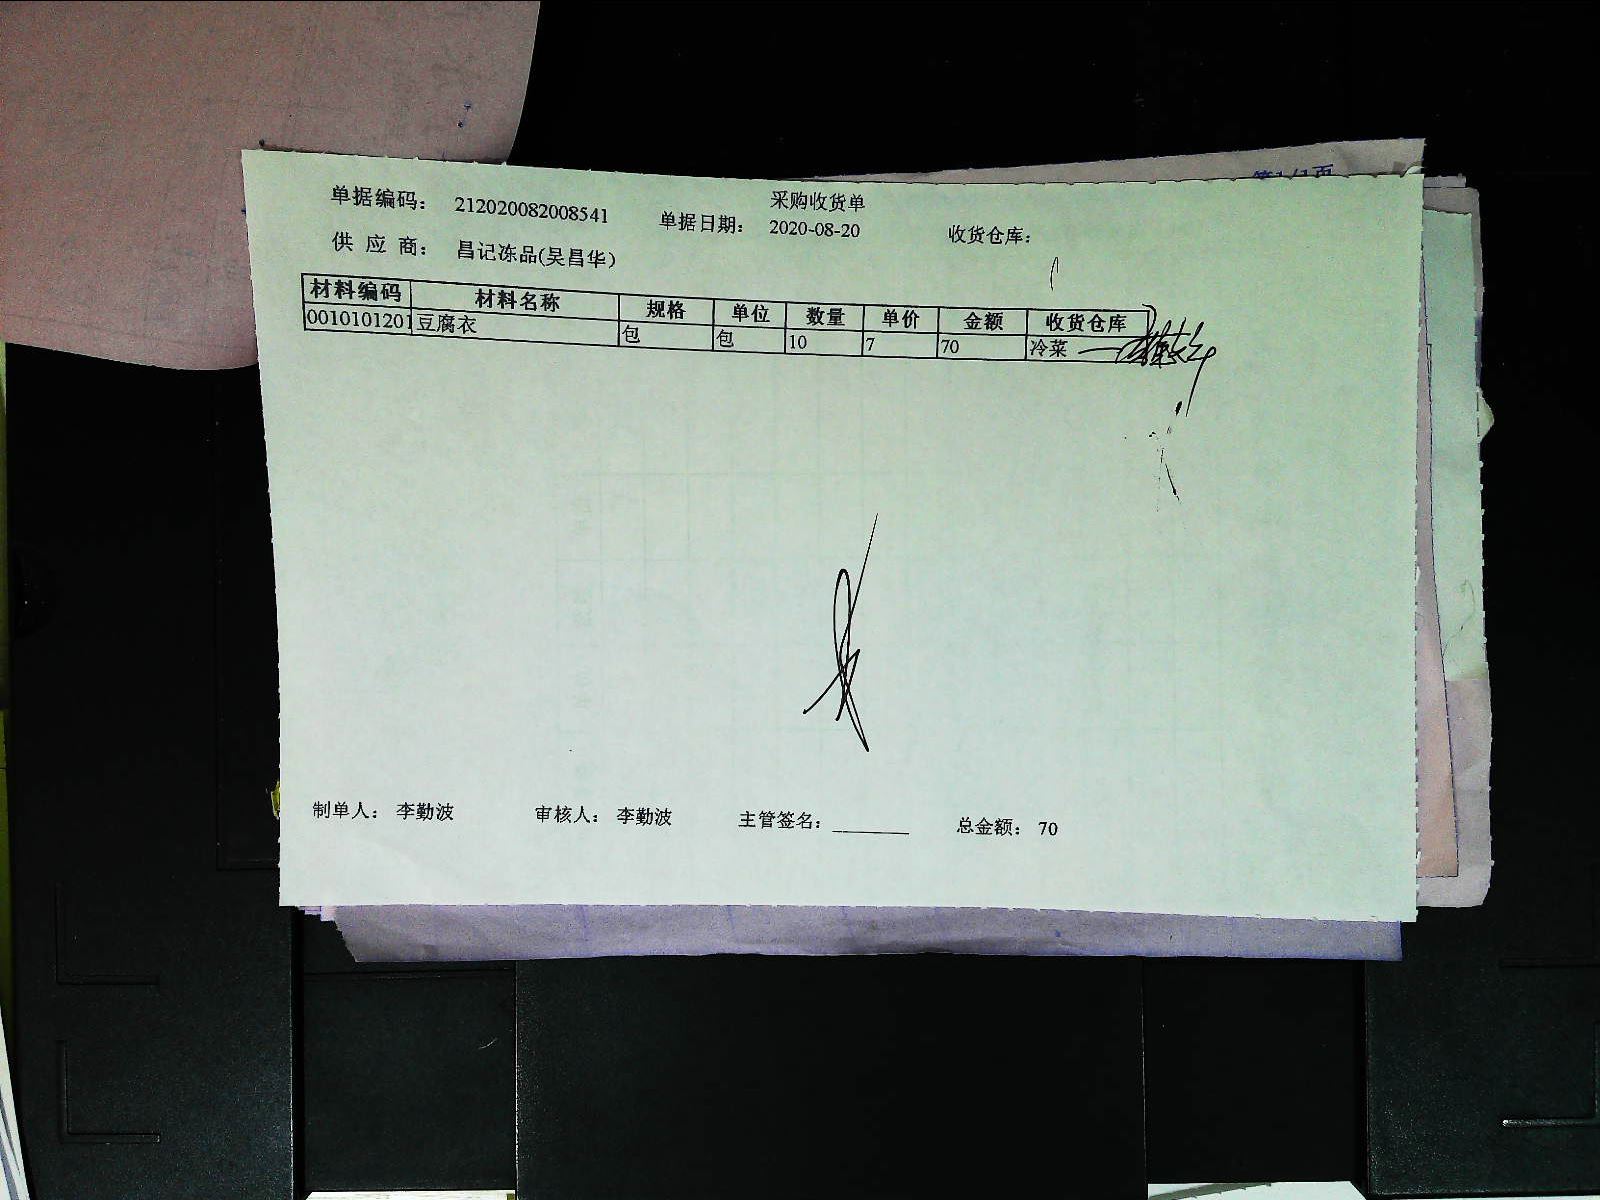 采购收货单
单据编码： 212020082008541 单据日期： 2020-08-20 收货仓库：
供 应 商： 昌记冻品(吴昌华)
材料编码 材料名称 规格 单位 数量 单价 金额 收货仓库
0010101201 豆腐衣 包 包 10 7 70 冷菜
制单人： 李勤波 审核人： 李勤波 主管签名：________ 总金额： 70